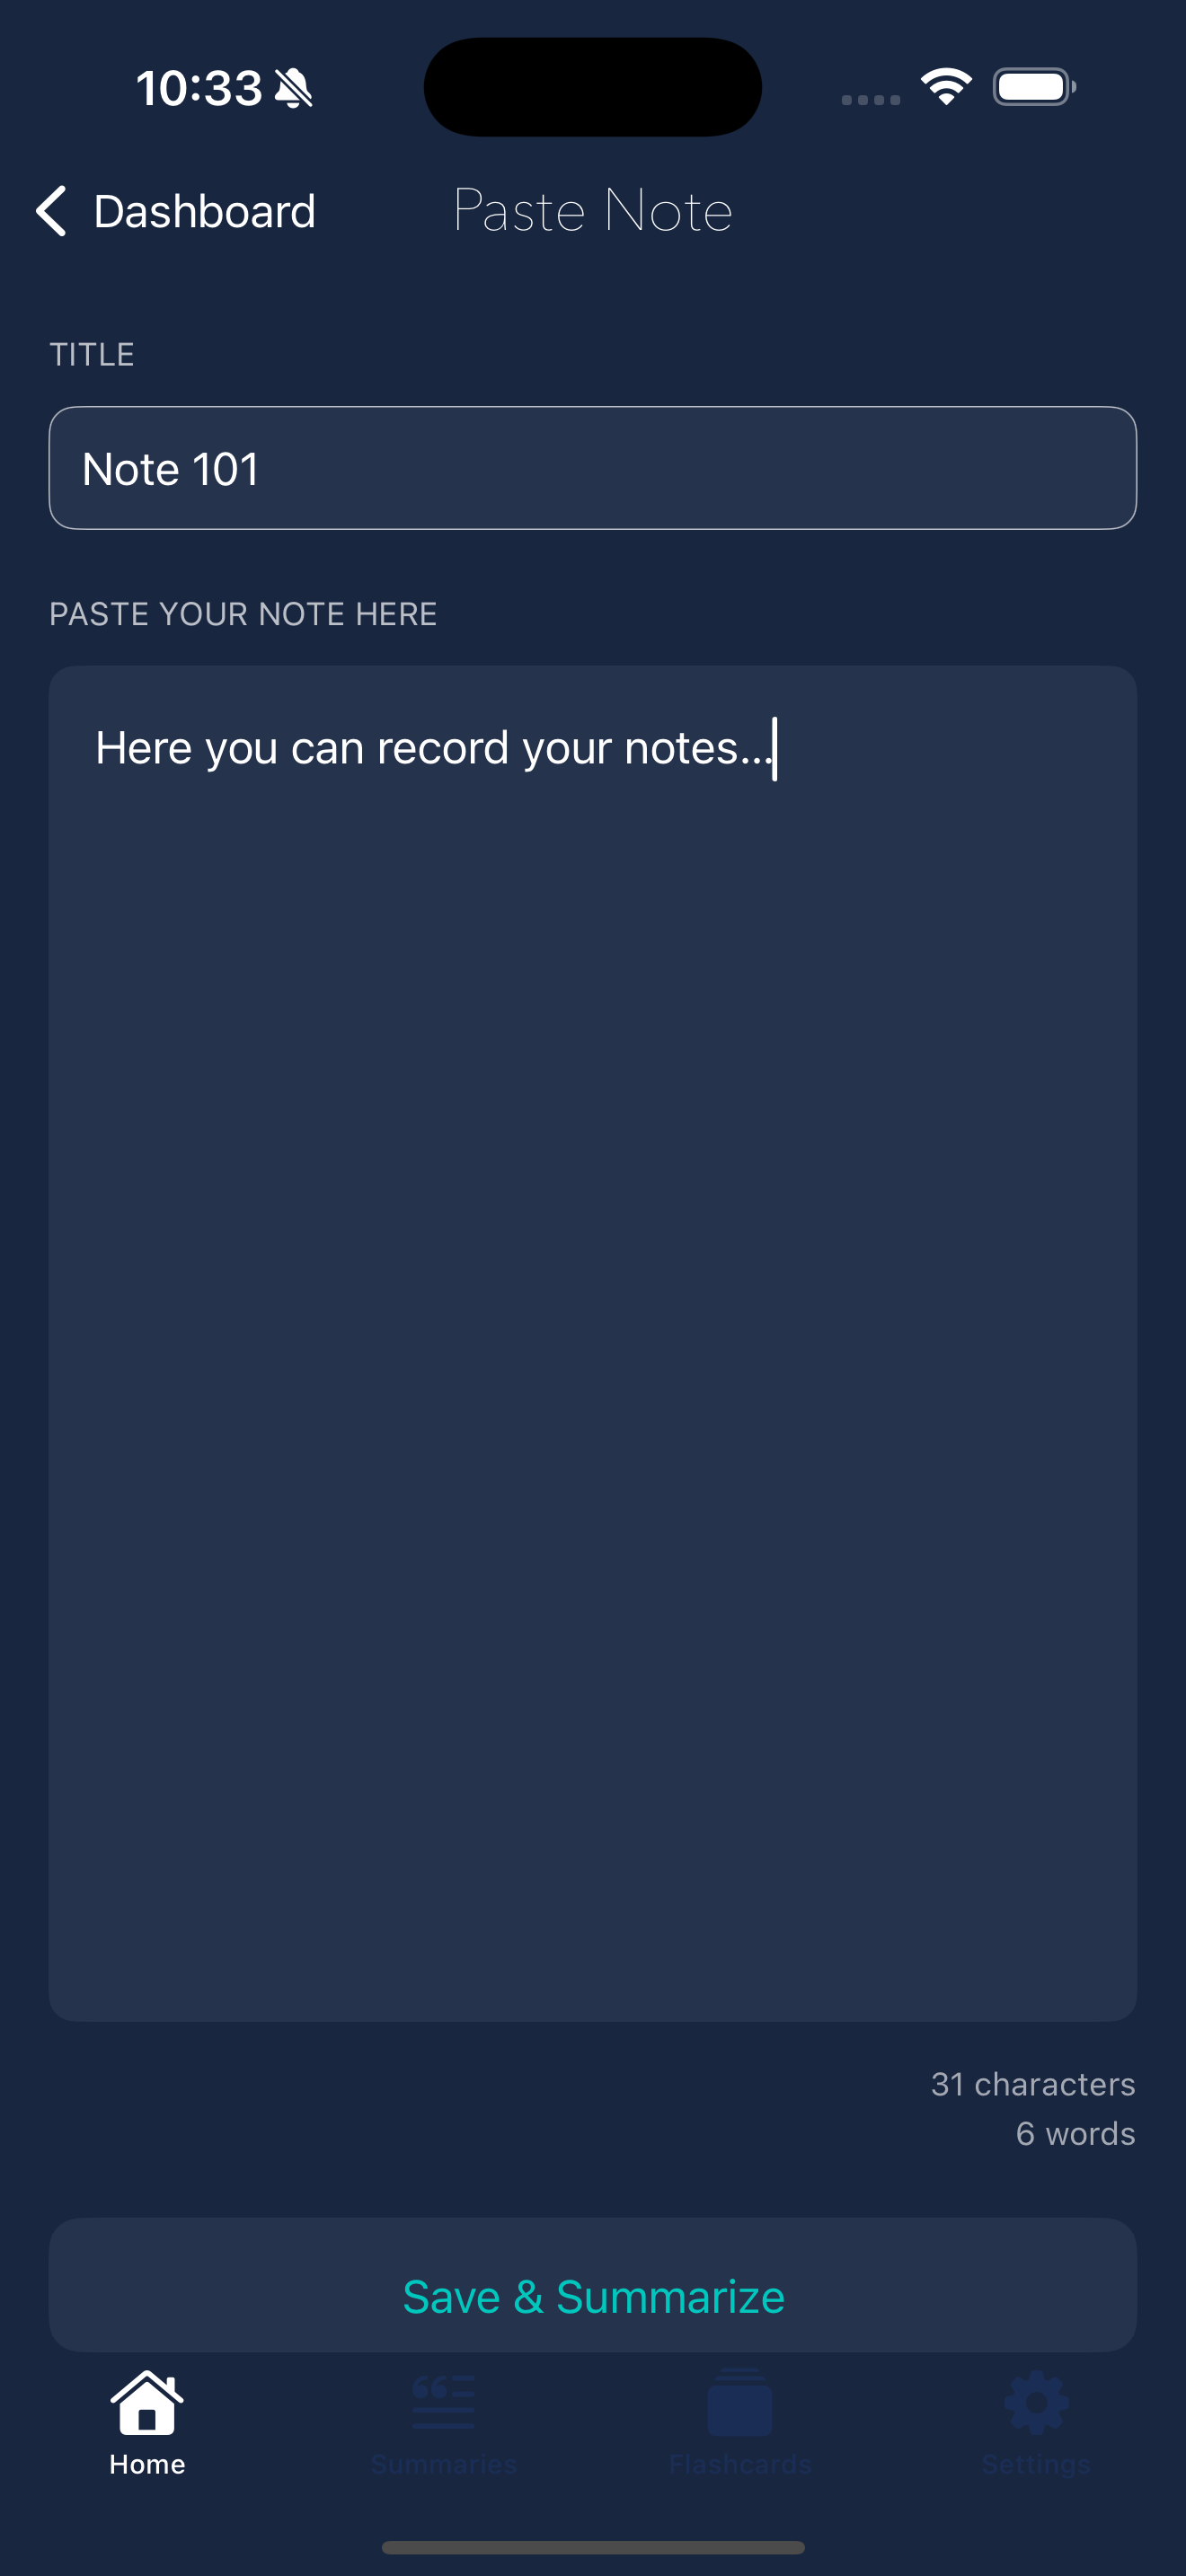 10:33
Dashboard
Paste Note
TITLE
Note 101
PASTE YOUR NOTE HERE
Here you can record your notes...
31 characters
6 words
Save & Summarize
Home
Summaries
Flashcards
Settings